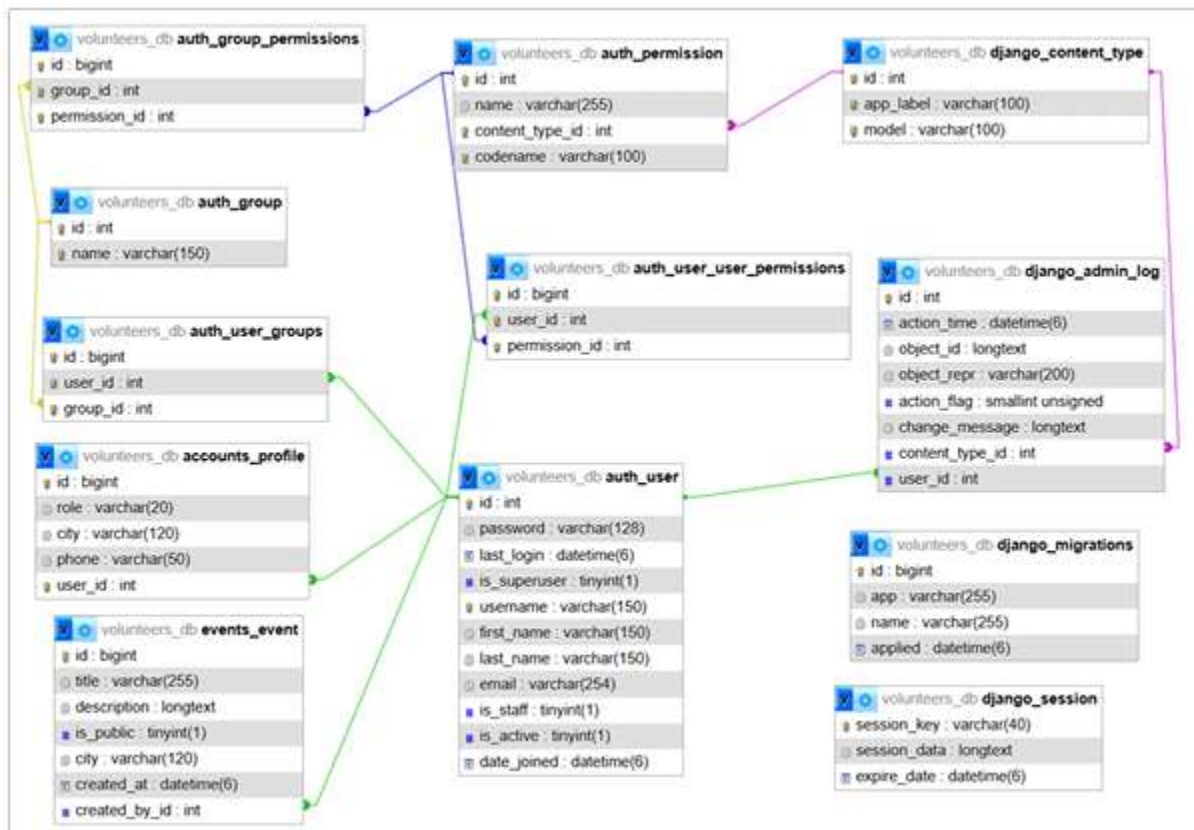 volunteers_db auth_group_permissions
id : bigint
group_id : int
permission_id : int
volunteers_db auth_permission
id : int
name : varchar(255)
content_type_id : int
codename : varchar(100)
volunteers_db django_content_type
id : int
app_label : varchar(100)
model : varchar(100)
volunteers_db auth_group
id : int
name : varchar(150)
volunteers_db auth_user_user_permissions
id : bigint
user_id : int
permission_id : int
volunteers_db django_admin_log
id : int
action_time : datetime(6)
object_id : longtext
object_repr : varchar(200)
action_flag : smallint unsigned
change_message : longtext
content_type_id : int
user_id : int
volunteers_db auth_user_groups
id : bigint
user_id : int
group_id : int
volunteers_db accounts_profile
id : bigint
role : varchar(20)
city : varchar(120)
phone : varchar(50)
user_id : int
volunteers_db auth_user
id : int
password : varchar(128)
last_login : datetime(6)
is_superuser : tinyint(1)
username : varchar(150)
first_name : varchar(150)
last_name : varchar(150)
email : varchar(254)
is_staff : tinyint(1)
is_active : tinyint(1)
date_joined : datetime(6)
volunteers_db django_migrations
id : bigint
app : varchar(255)
name : varchar(255)
applied : datetime(6)
volunteers_db events_event
id : bigint
title : varchar(255)
description : longtext
is_public : tinyint(1)
city : varchar(120)
created_at : datetime(6)
created_by_id : int
volunteers_db django_session
session_key : varchar(40)
session_data : longtext
expire_date : datetime(6)